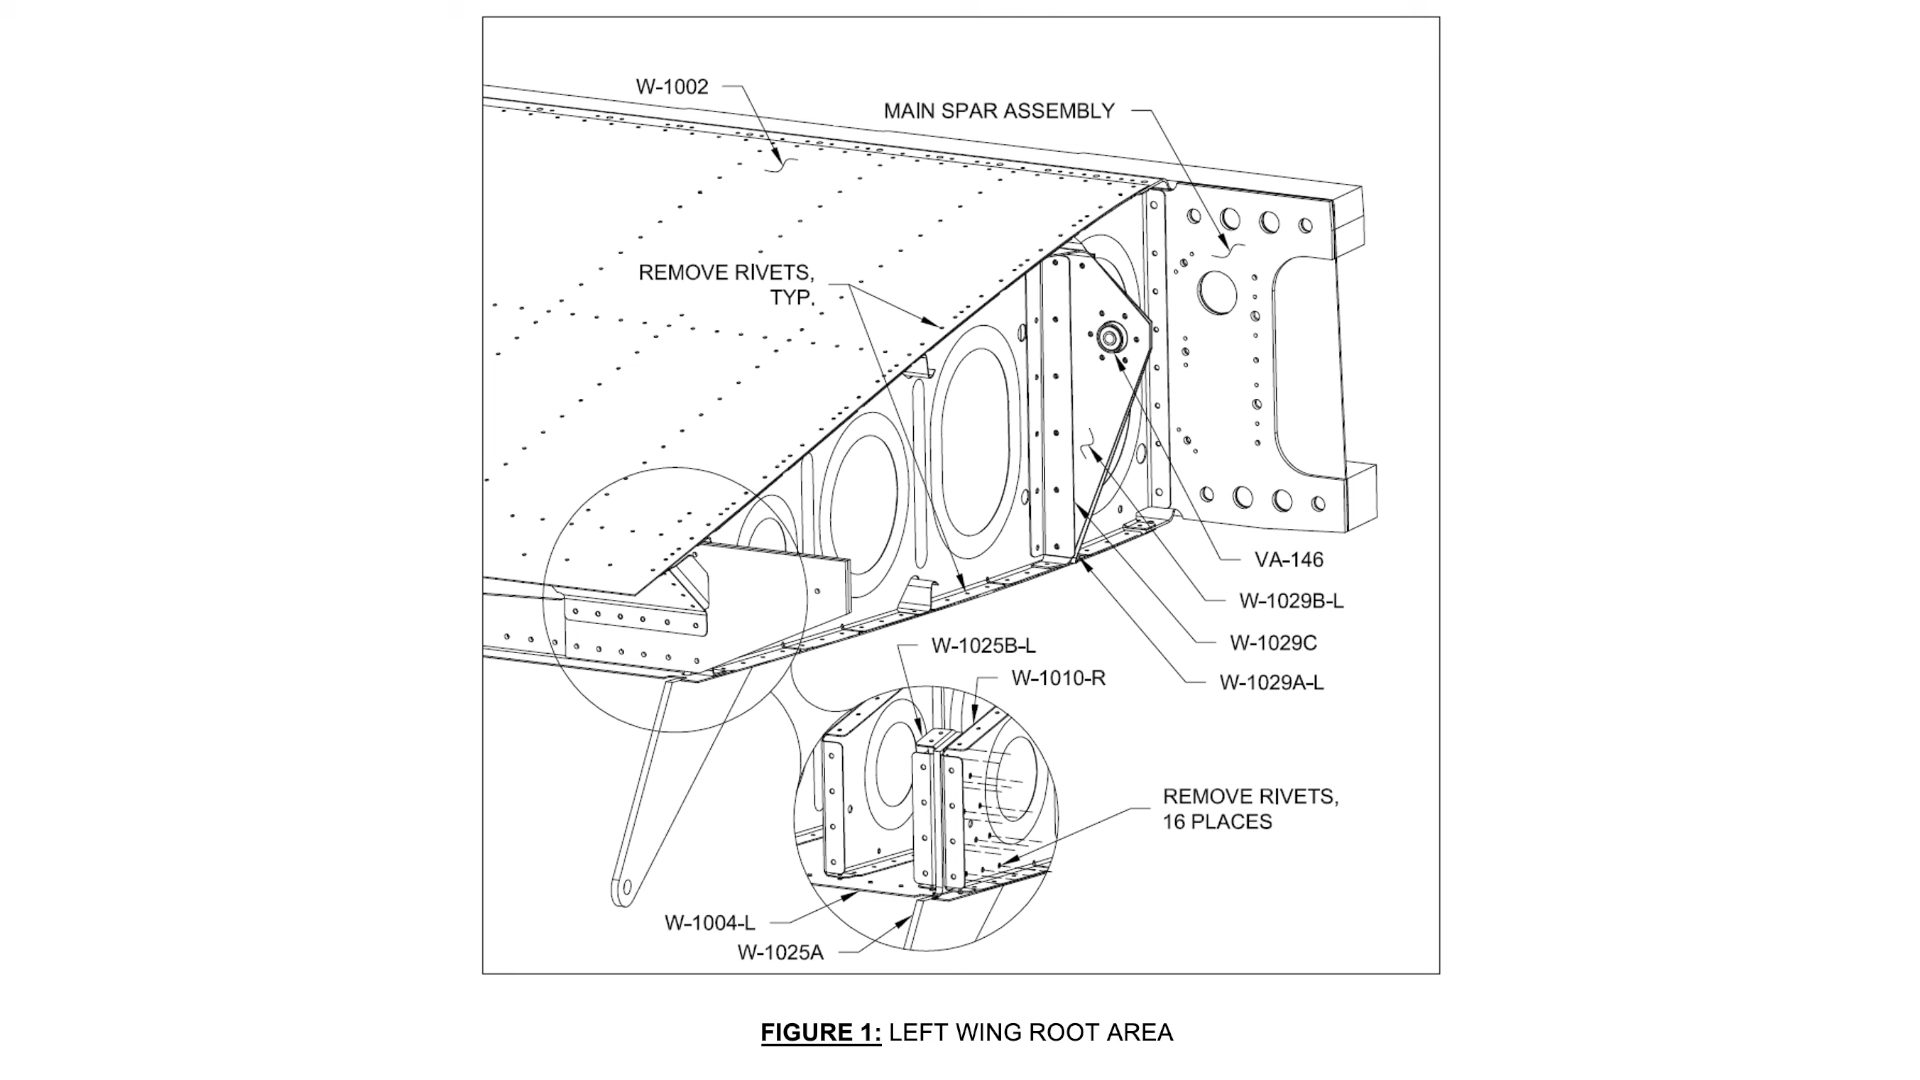 W-1002
MAIN SPAR ASSEMBLY
REMOVE RIVETS,
TYP.
VA-146
W-1029B-L
W-1029C
W-1029A-L
W-1025B-L
W-1010-R
REMOVE RIVETS,
16 PLACES
W-1004-L
W-1025A
FIGURE 1: LEFT WING ROOT AREA